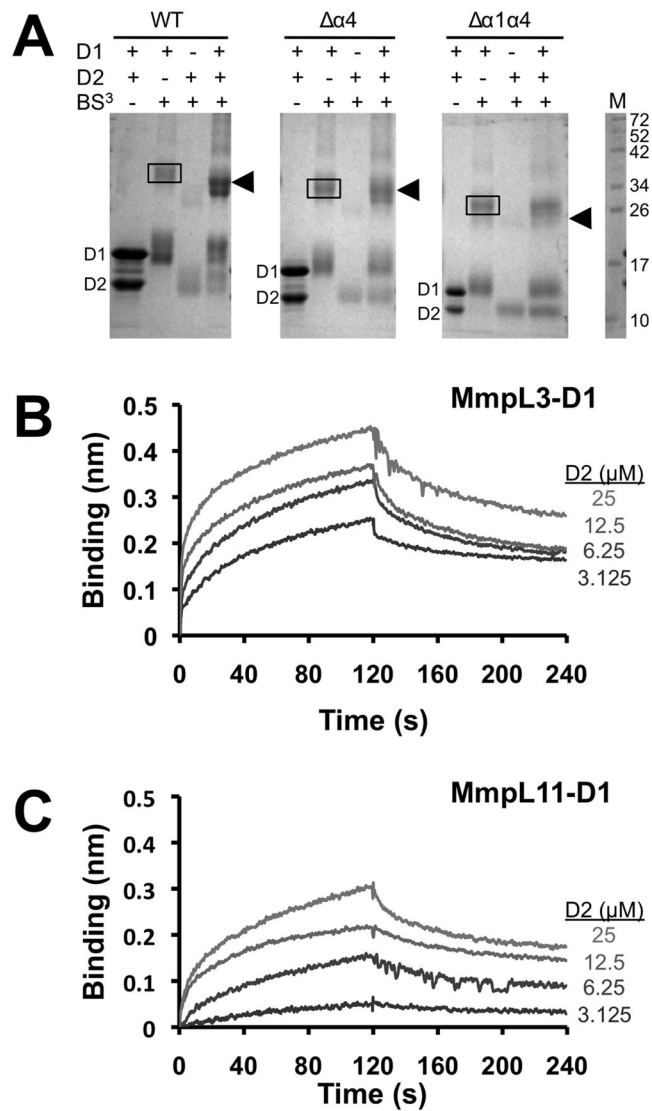 A
WT Δα4 Δα1α4
D1 + + - + + + - + + + - +
D2 + - + + + - + + + - + +
BS³ - + + + - + + + - + + + M
72
52
42
34
26
17
10
D1
D2
D1
D2
D1
D2
B
MmpL3-D1
Binding (nm)
0.5
0.4
0.3
0.2
0.1
0
0 40 80 120 160 200 240
Time (s)
D2 (μM)
25
12.5
6.25
3.125
C
MmpL11-D1
Binding (nm)
0.5
0.4
0.3
0.2
0.1
0
0 40 80 120 160 200 240
Time (s)
D2 (μM)
25
12.5
6.25
3.125